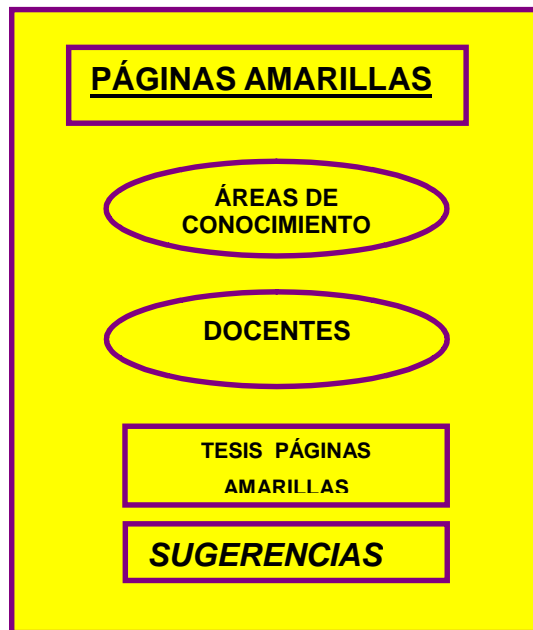 PÁGINAS AMARILLAS
ÁREAS DE
CONOCIMIENTO
DOCENTES
TESIS PÁGINAS
AMARILLAS
SUGERENCIAS